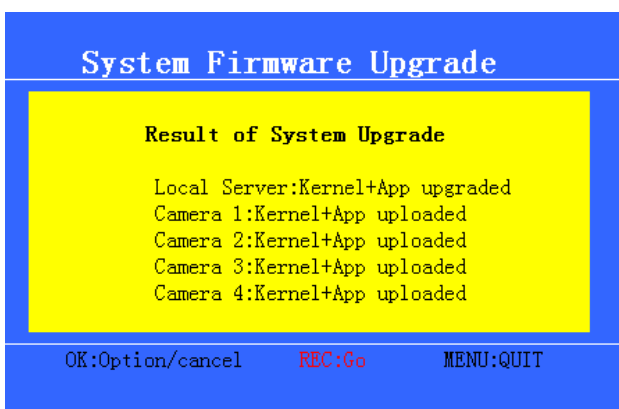 System Firmware Upgrade
Result of System Upgrade
Local Server:Kernel+App upgraded
Camera 1:Kernel+App uploaded
Camera 2:Kernel+App uploaded
Camera 3:Kernel+App uploaded
Camera 4:Kernel+App uploaded
OK:Option/cancel REC:Go MENU:QUIT